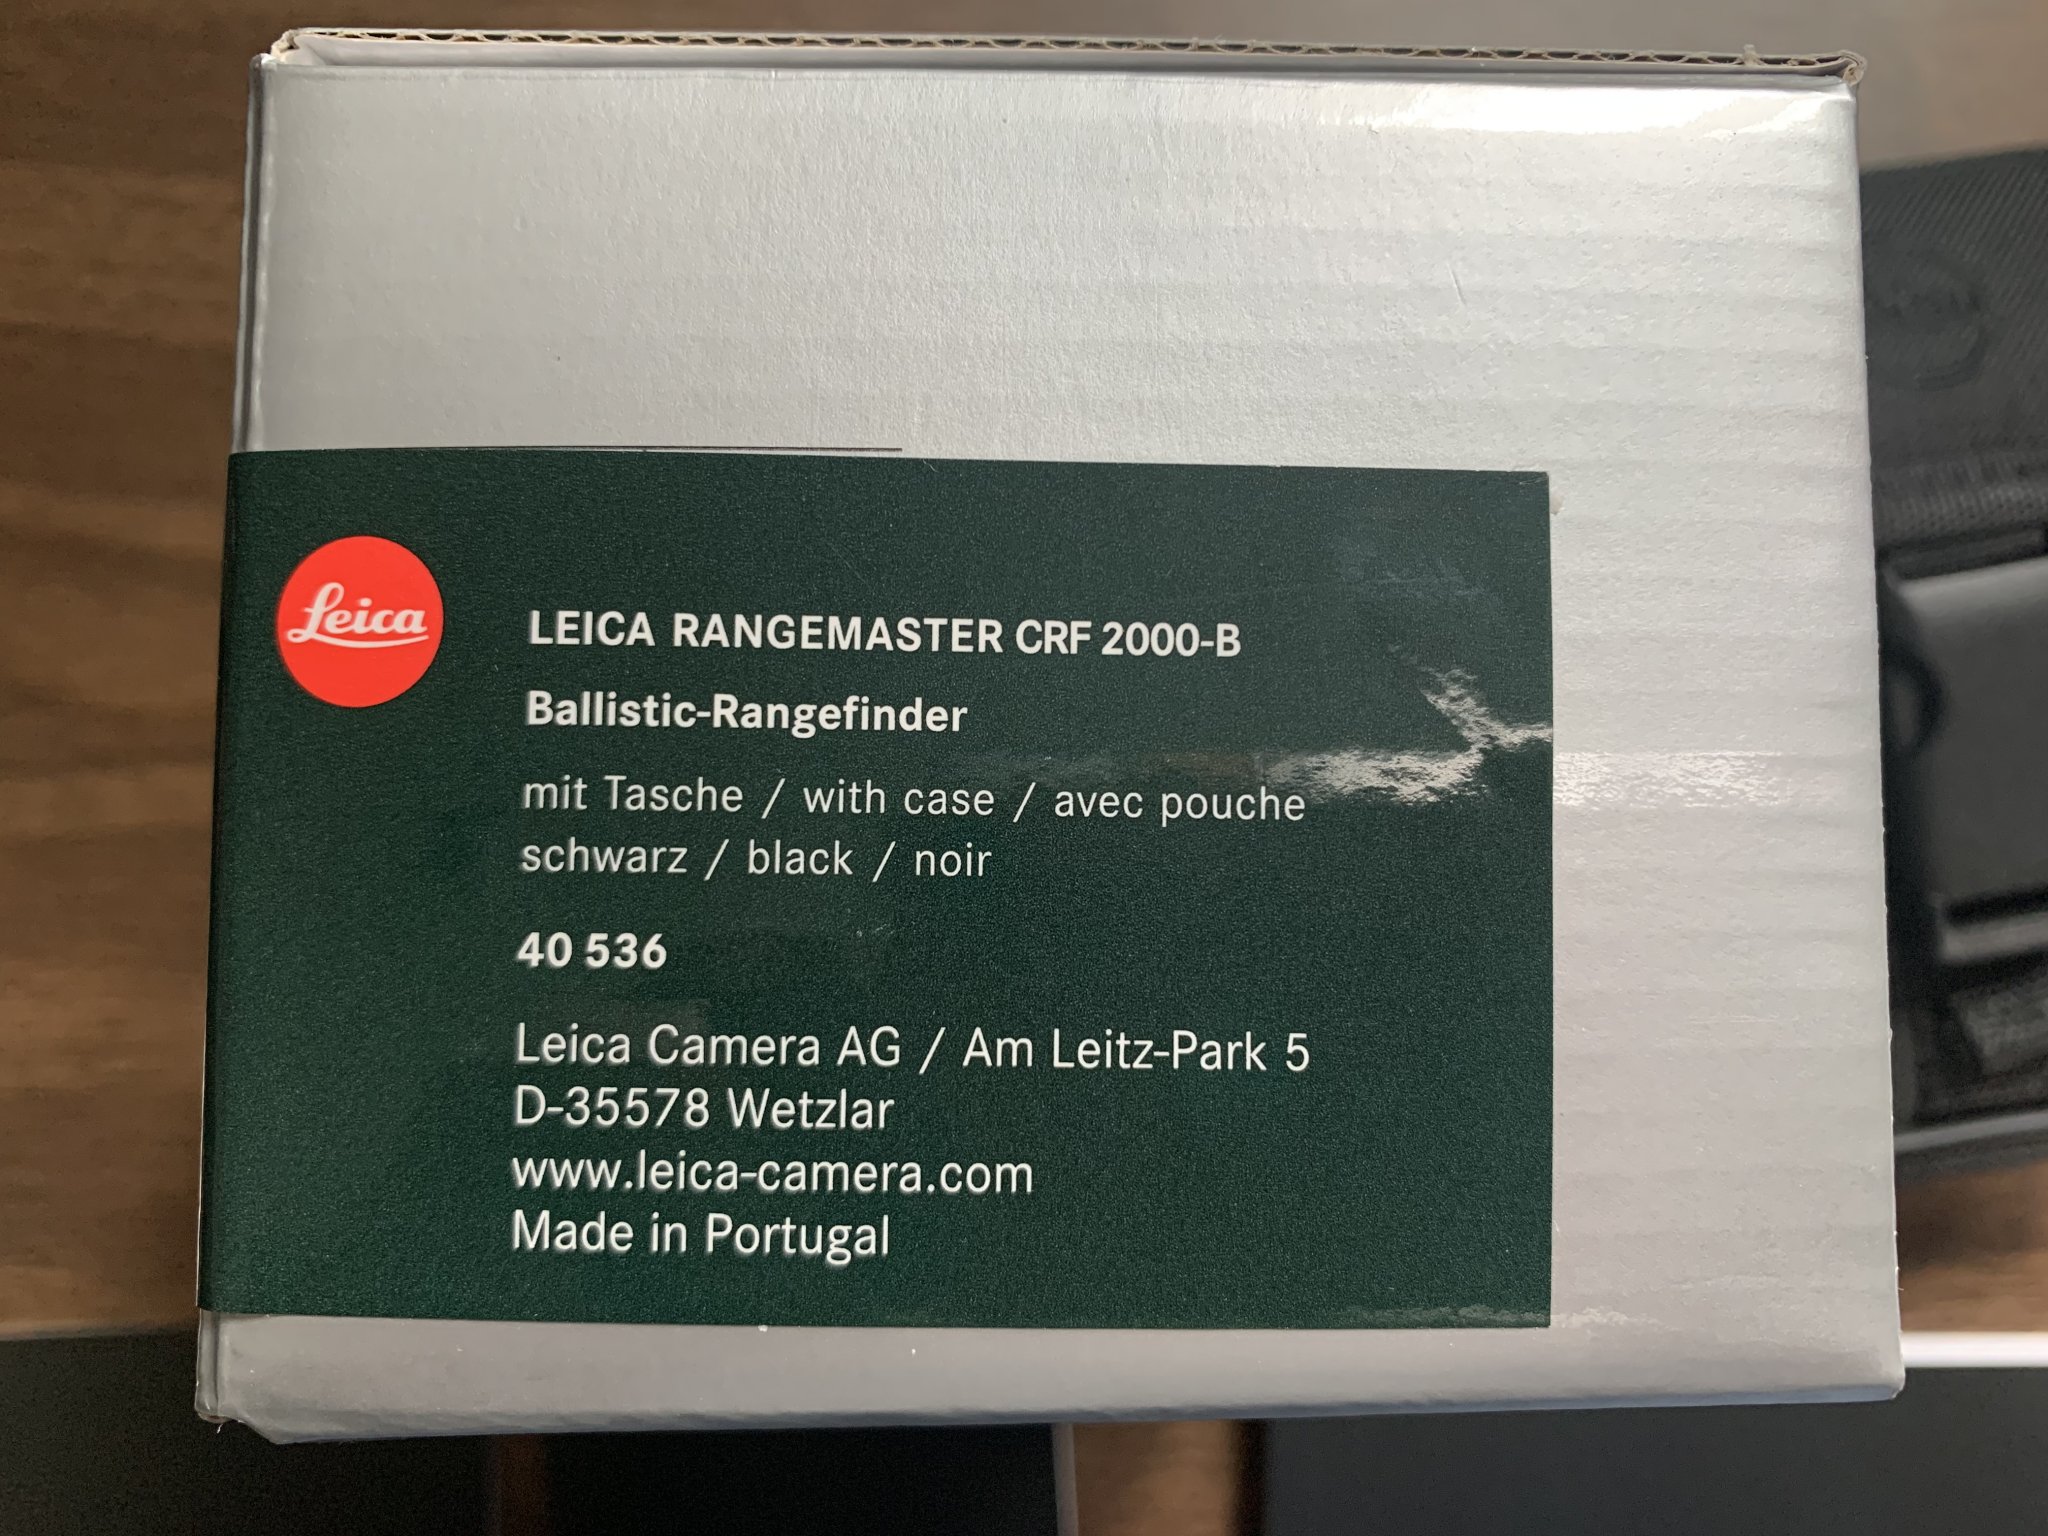 Leica
LEICA RANGEMASTER CRF 2000-B
Ballistic-Rangefinder
mit Tasche / with case / avec pouche
schwarz / black / noir
40 536
Leica Camera AG / Am Leitz-Park 5
D-35578 Wetzlar
www.leica-camera.com
Made in Portugal